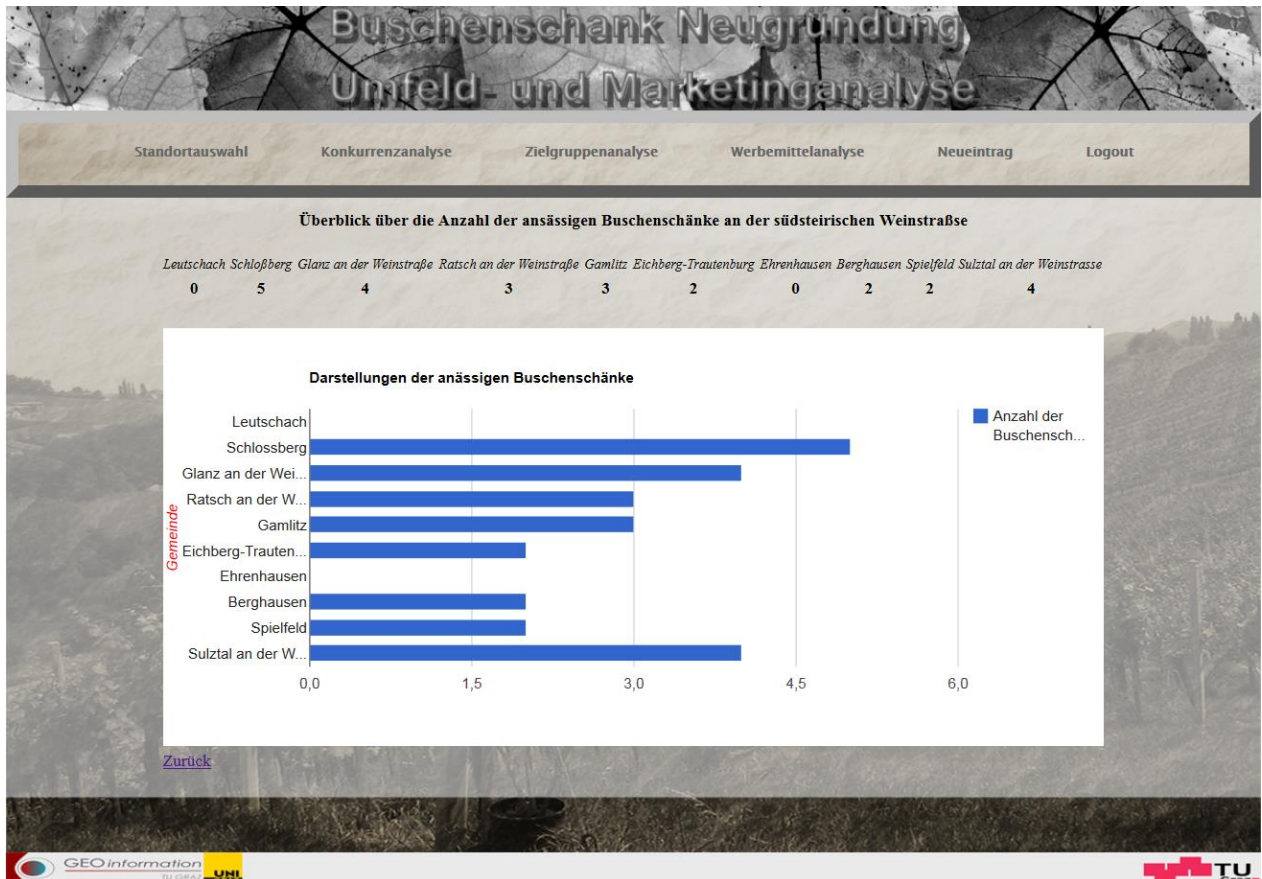 Buschenschank Neugründung
Umfeld- und Marketinganalyse
Standortauswahl Konkurrenzanalyse Zielgruppenanalyse Werbemittelanalyse Neueintrag Logout
Überblick über die Anzahl der ansässigen Buschenschänke an der südsteirischen Weinstraßse
Leutschach Schloßberg Glanz an der Weinstraße Ratsch an der Weinstraße Gamlitz Eichberg-Trautenburg Ehrenhausen Berghausen Spielfeld Sulztal an der Weinstrasse
0 5 4 3 3 2 0 2 2 4
Darstellungen der anässigen Buschenschänke
Anzahl der
Buschensch...
Gemeinde
Leutschach
Schlossberg
Glanz an der Wei...
Ratsch an der W...
Gamlitz
Eichberg-Trauten...
Ehrenhausen
Berghausen
Spielfeld
Sulztal an der W...
0,0 1,5 3,0 4,5 6,0
Zurück
GEOinformation
TU GRAZ UNI
TU